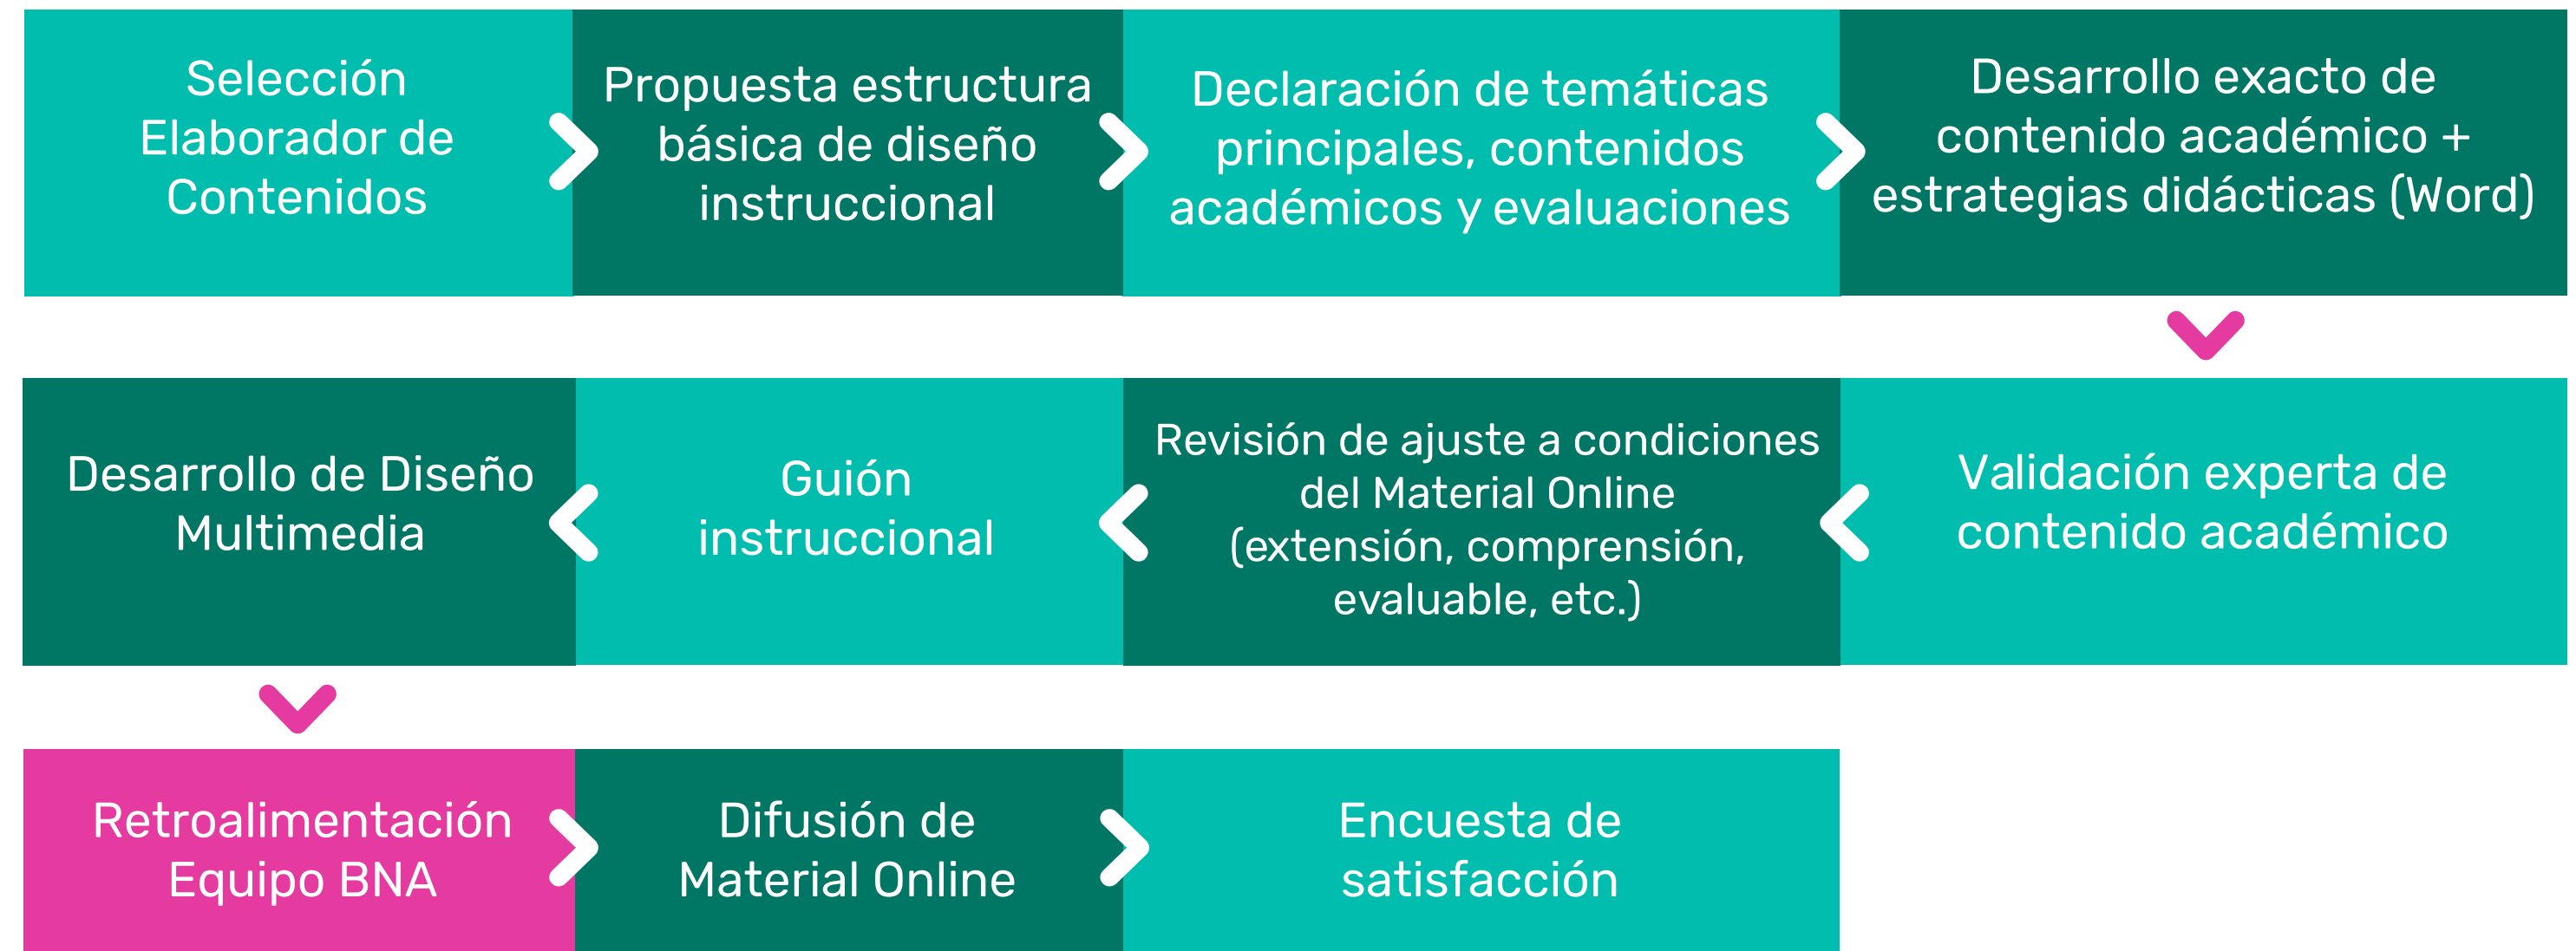 Selección
Elaborador de
Contenidos
Propuesta estructura
básica de diseño
instruccional
Declaración de temáticas
principales, contenidos
académicos y evaluaciones
Desarrollo exacto de
contenido académico +
estrategias didácticas (Word)
Validación experta de
contenido académico
Revisión de ajuste a condiciones
del Material Online
(extensión, comprensión,
evaluable, etc.)
Guión
instruccional
Desarrollo de Diseño
Multimedia
Retroalimentación
Equipo BNA
Difusión de
Material Online
Encuesta de
satisfacción